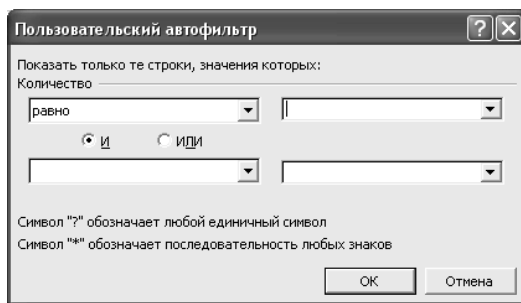 Пользовательский автофильтр
Показать только те строки, значения которых:
Количество
равно
И ИЛИ
Символ "?" обозначает любой единичный символ
Символ "*" обозначает последовательность любых знаков
ОК Отмена